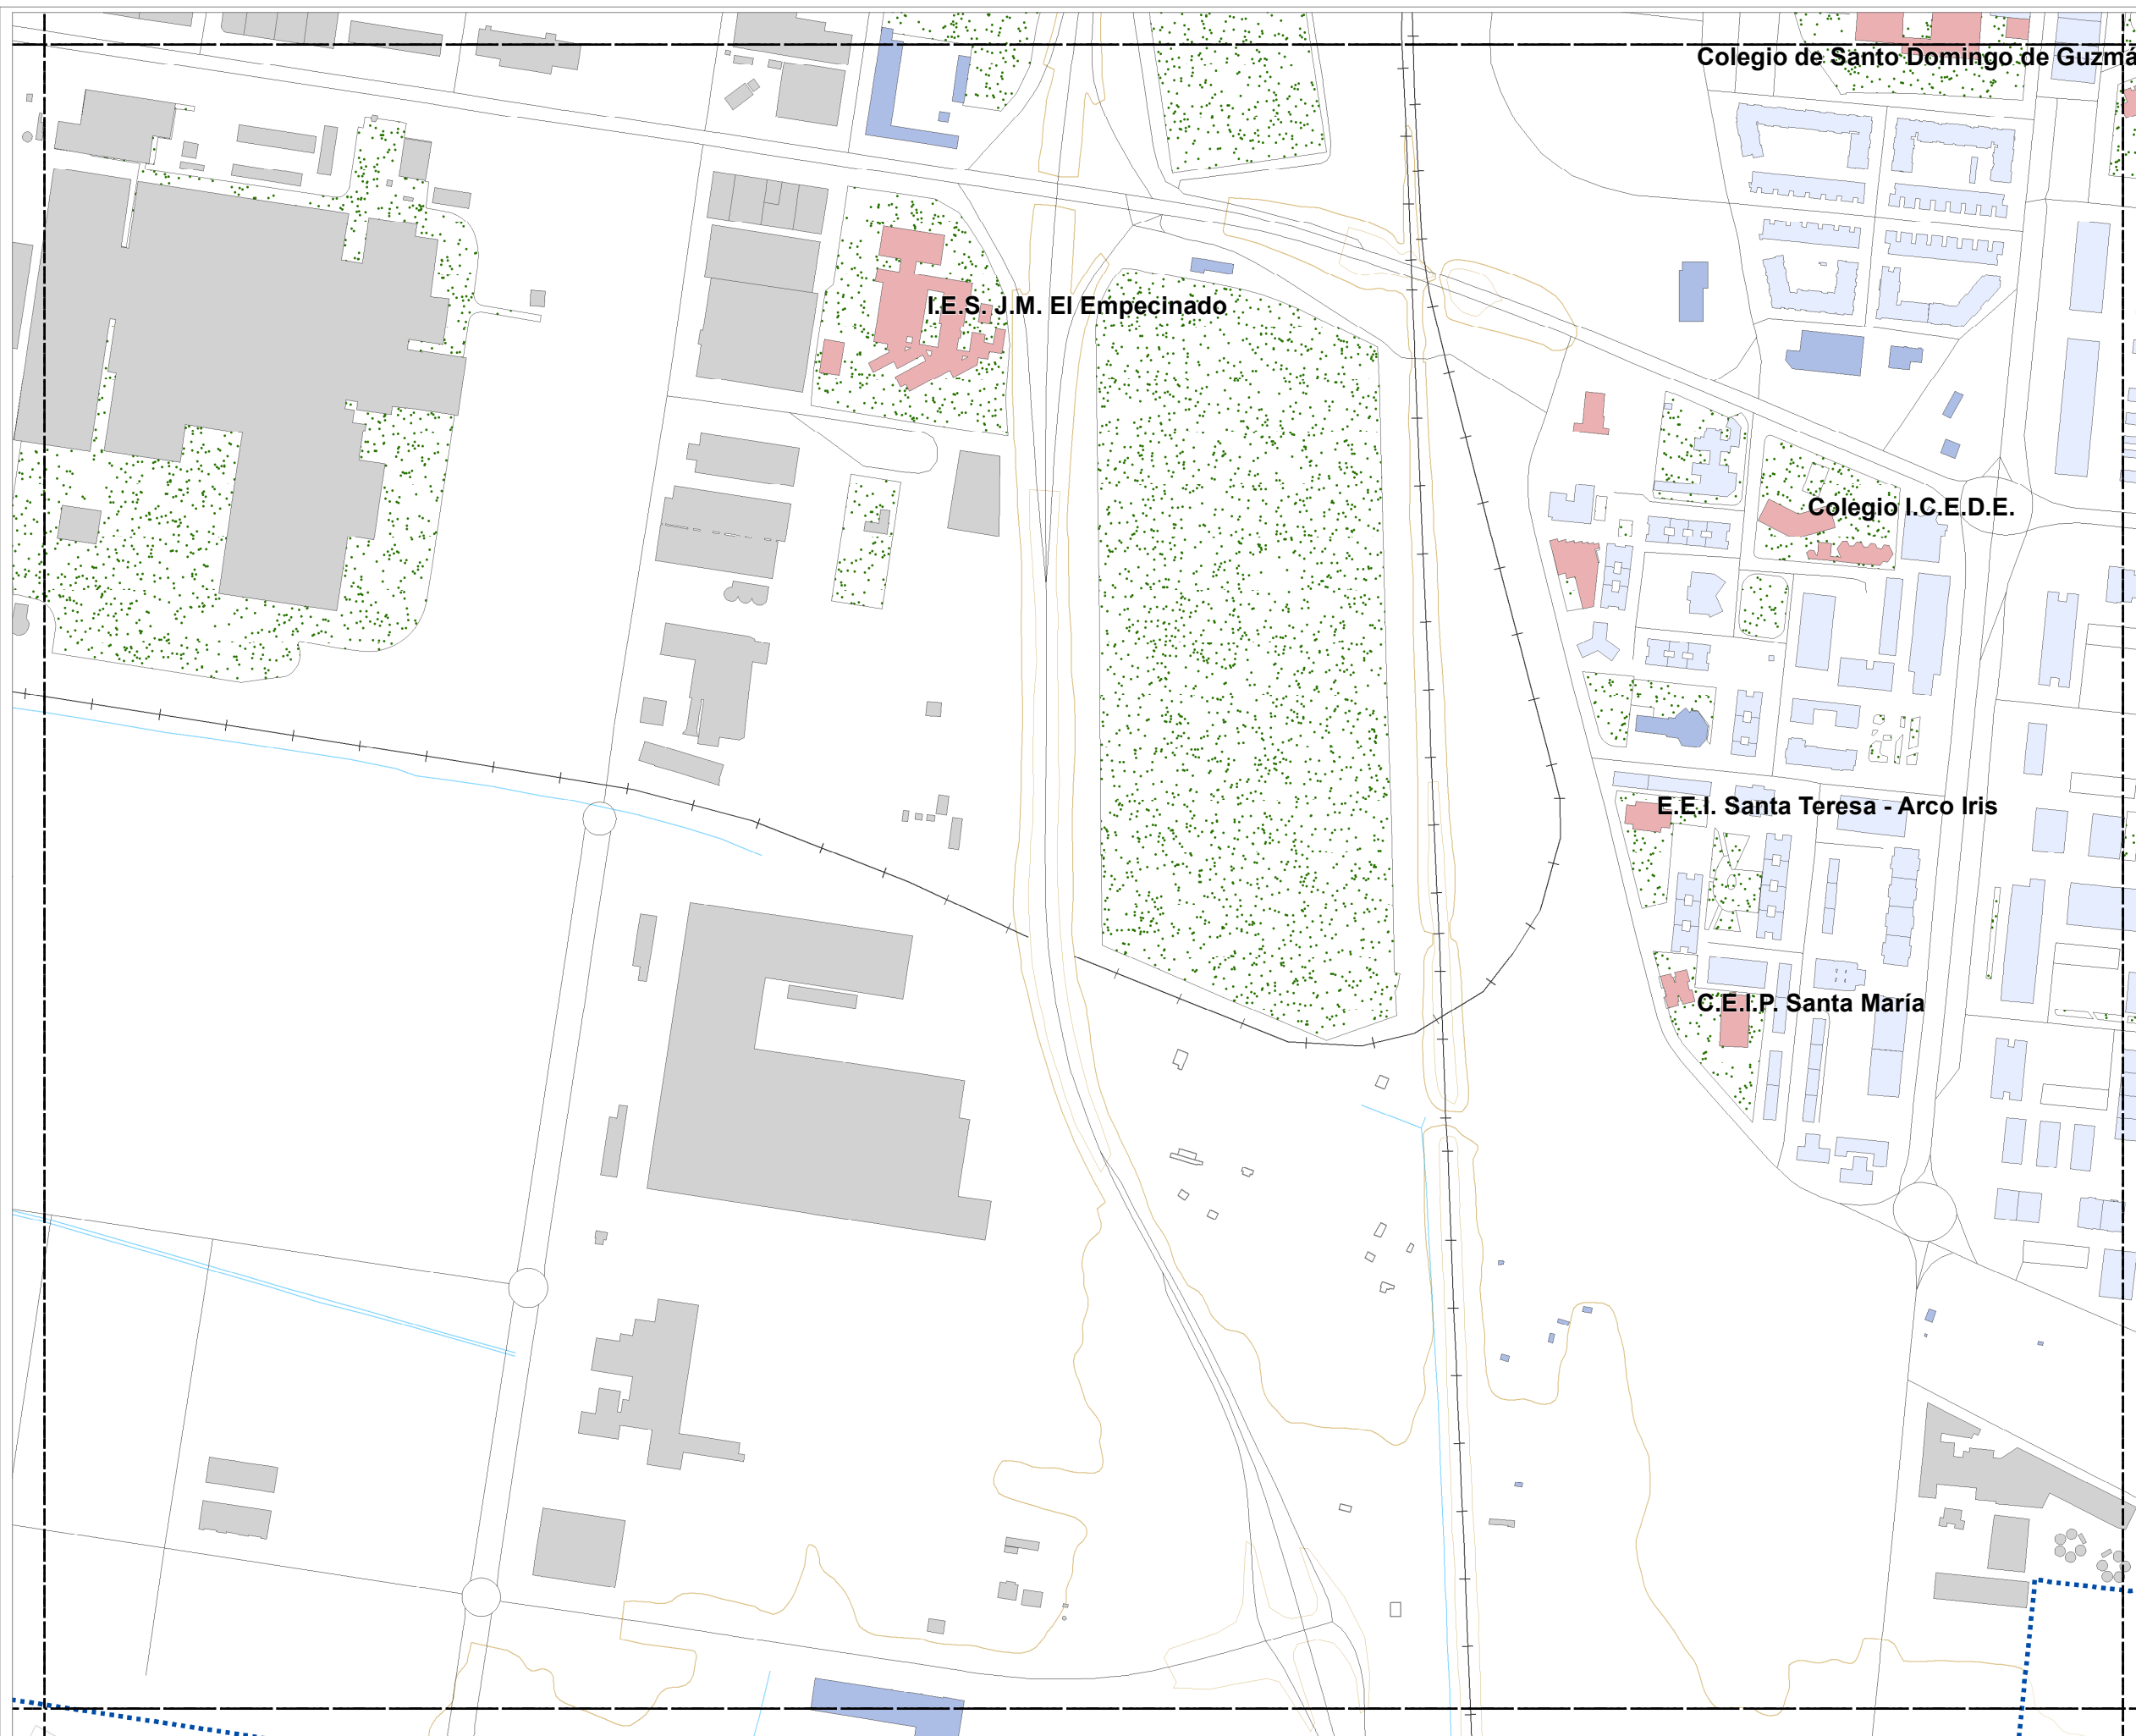 Colegio de Santo Domingo de Guzmá
I.E.S. J.M. El Empecinado
Colegio I.C.E.D.E.
E.E.I. Santa Teresa - Arco Iris
C.E.I.P. Santa María